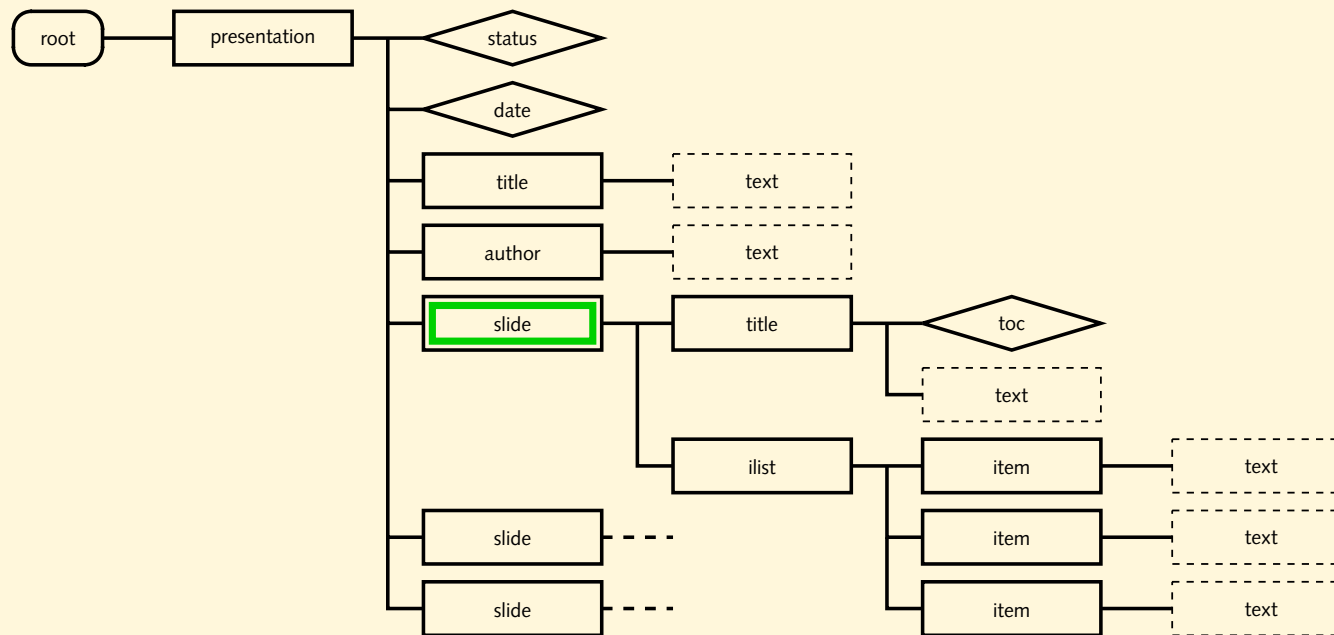 root presentation status
date
title text
author text
slide title toc
text
ilist item text
slide item text
slide item text